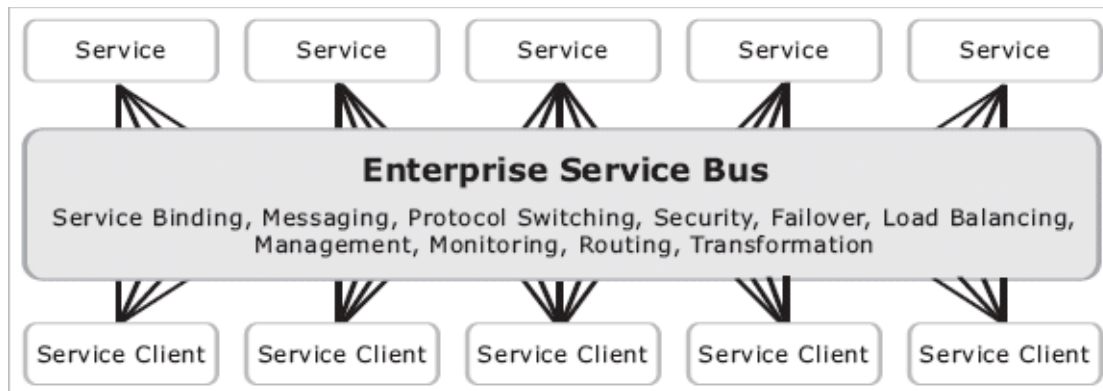 Service
Service
Service
Service
Service
Enterprise Service Bus
Service Binding, Messaging, Protocol Switching, Security, Failover, Load Balancing,
Management, Monitoring, Routing, Transformation
Service Client
Service Client
Service Client
Service Client
Service Client